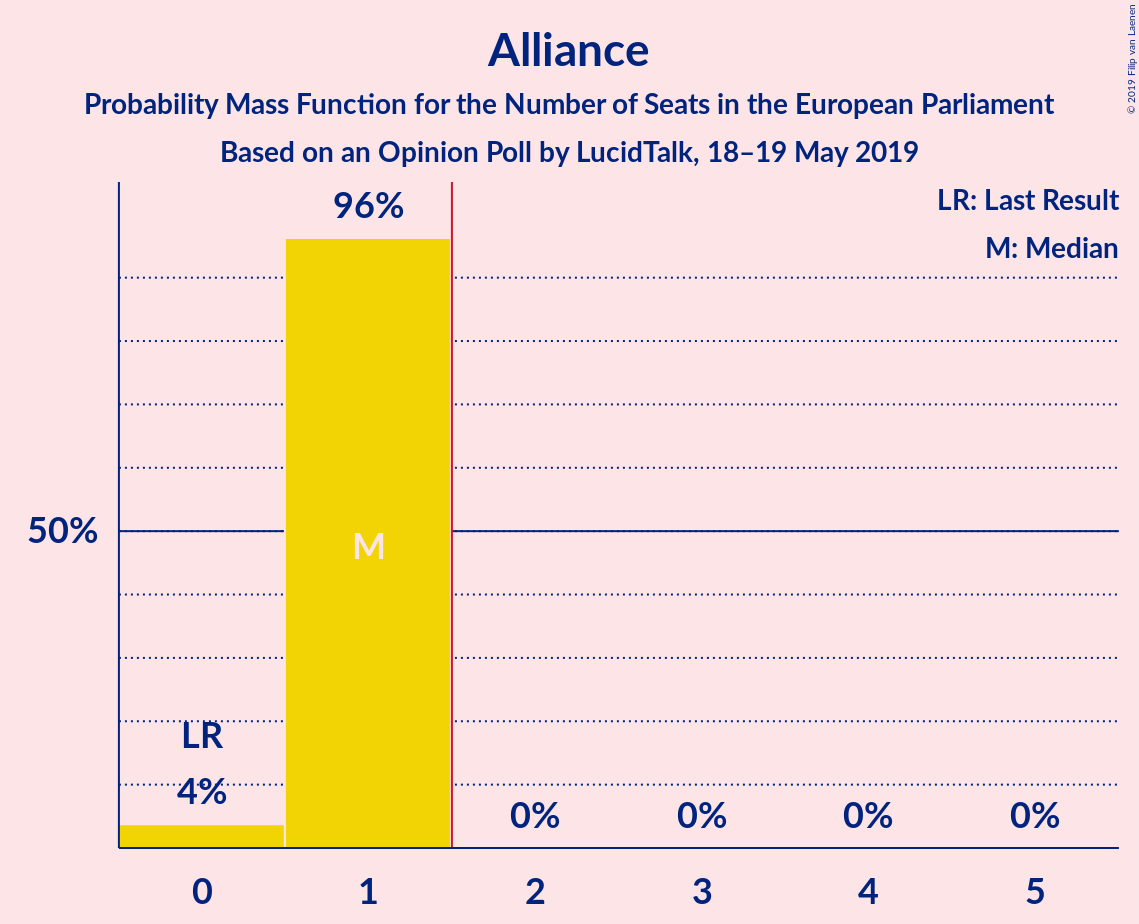 Alliance
Probability Mass Function for the Number of Seats in the European Parliament
Based on an Opinion Poll by LucidTalk, 18–19 May 2019
© 2019 Filip van Laenen
LR: Last Result
M: Median
96%
50%
M
LR
4%
0%
0%
0%
0%
0
1
2
3
4
5